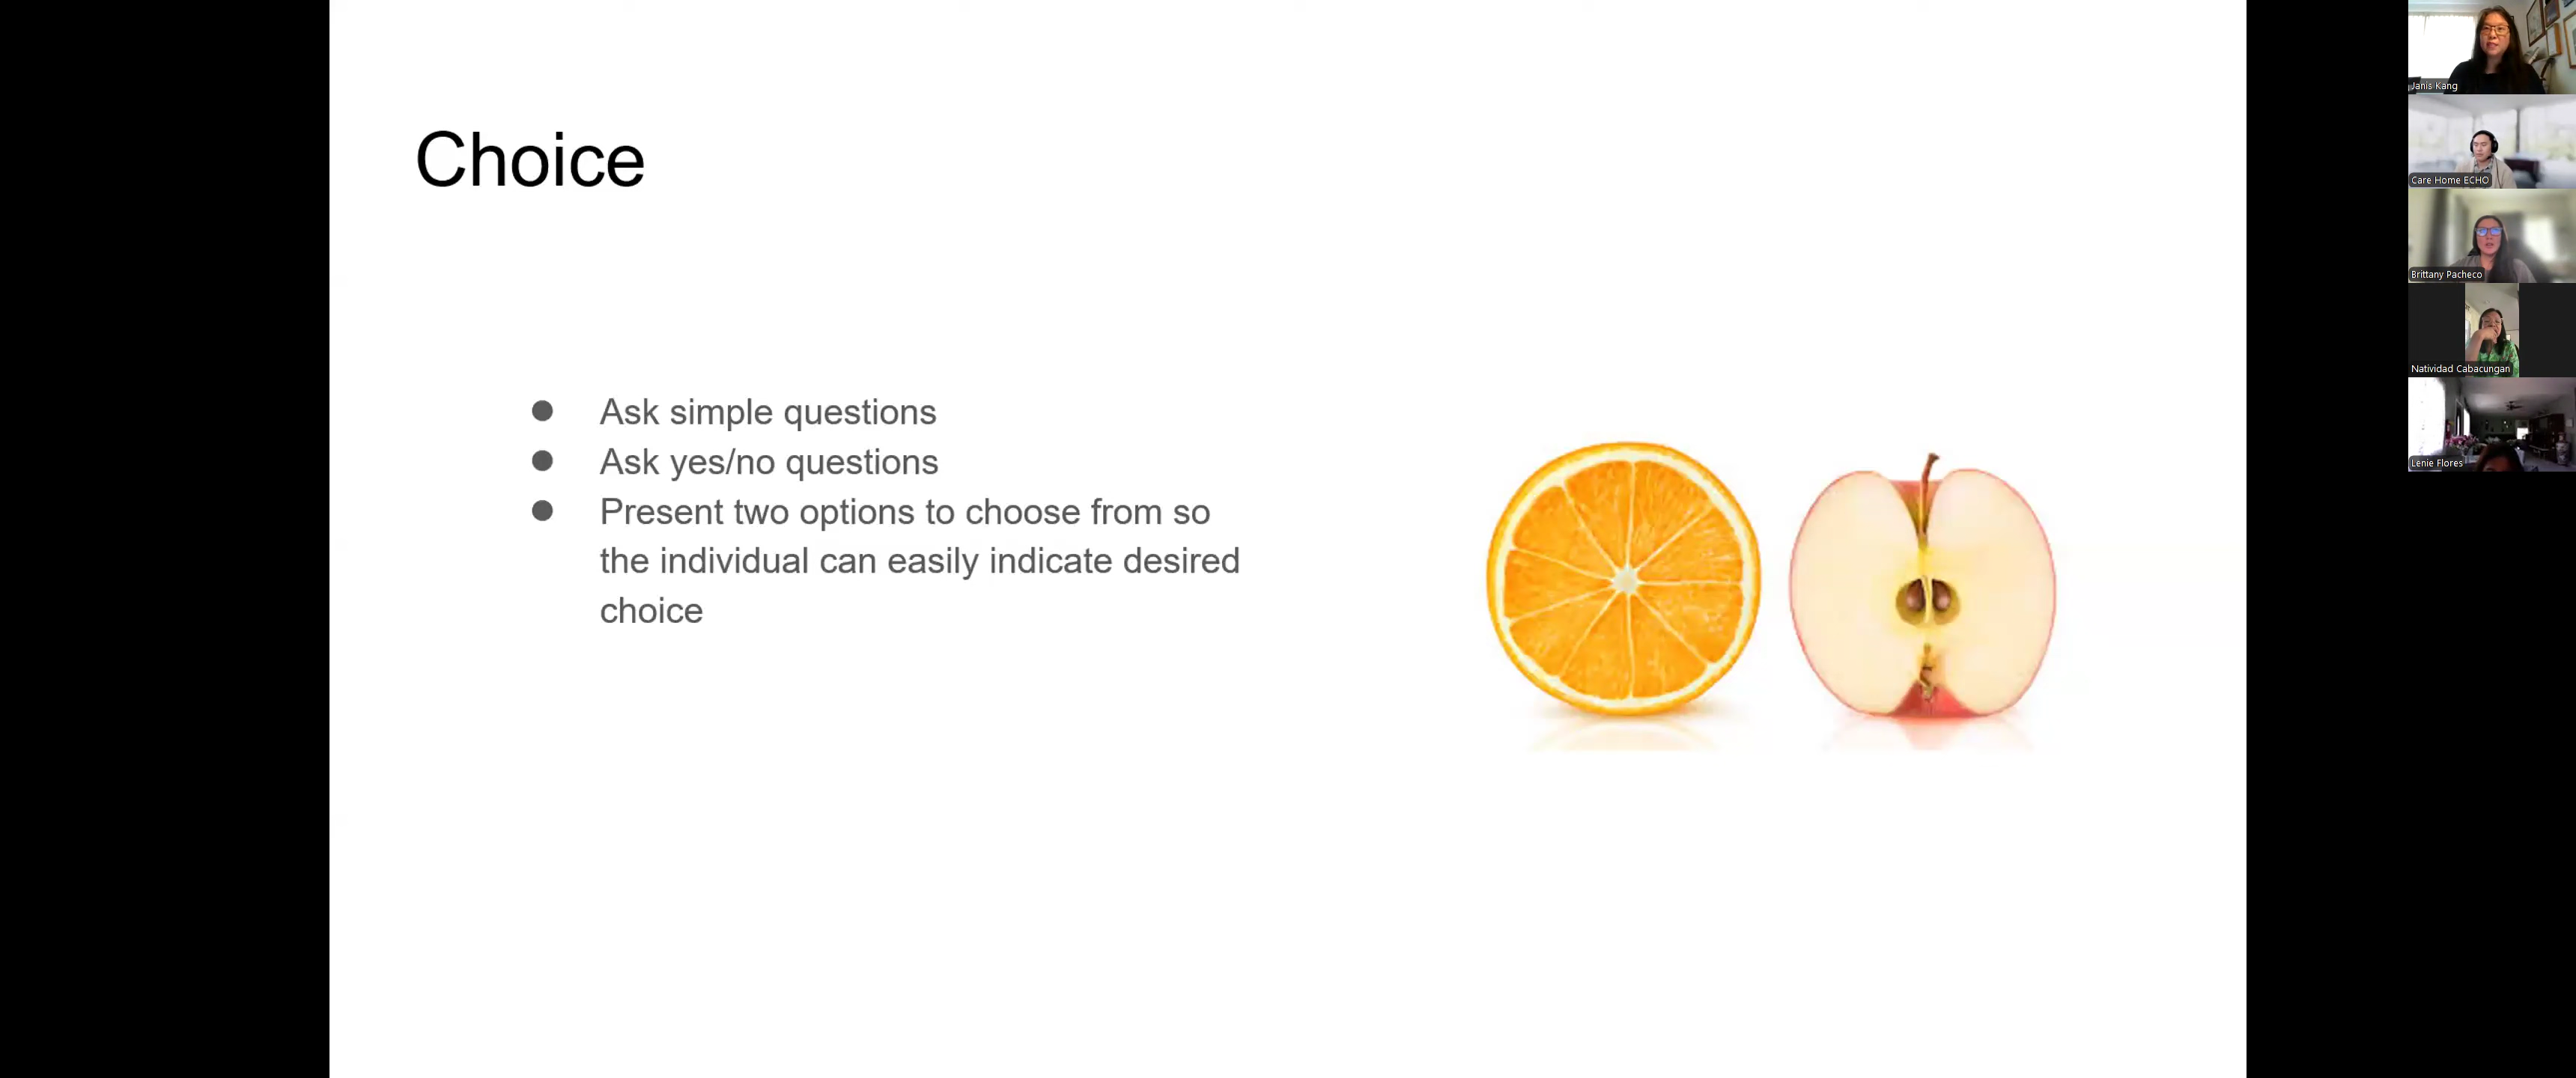 Choice
● Ask simple questions
● Ask yes/no questions
● Present two options to choose from so
the individual can easily indicate desired
choice
Janis Kang
Care Home ECHO
Brittany Pacheco
Natividad Cabacungan
Lenie Flores